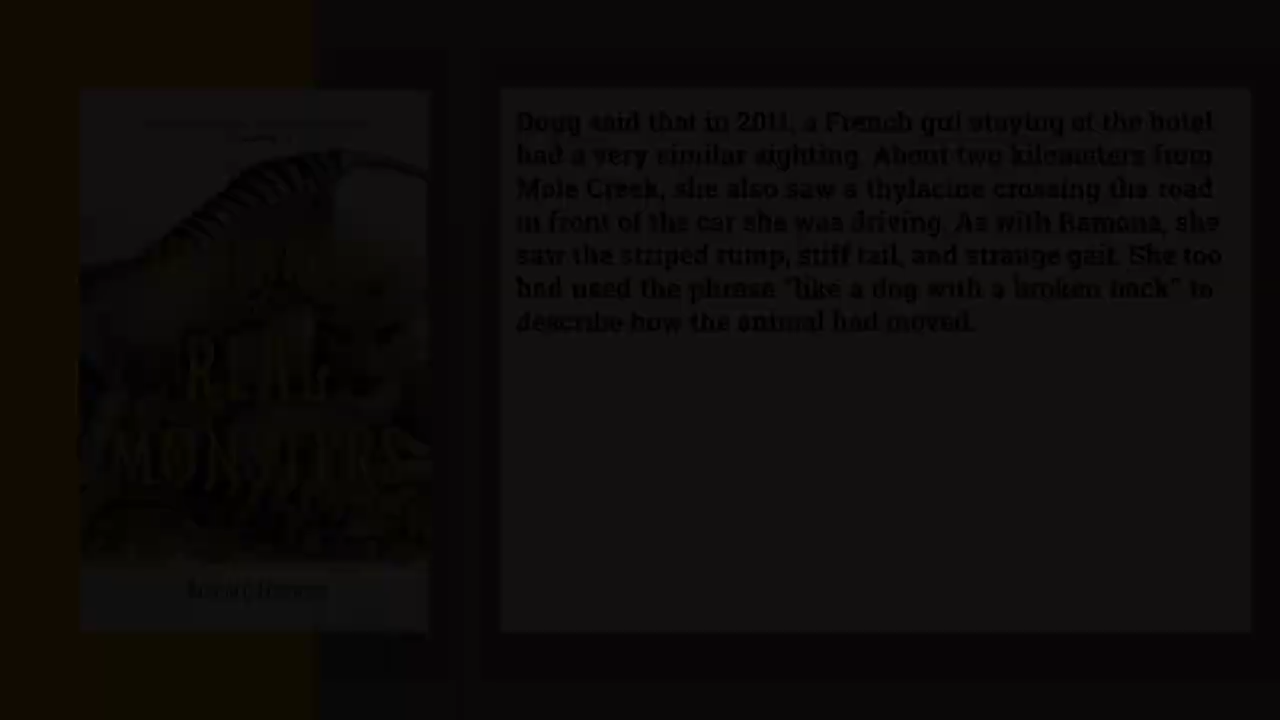 REAL
MONSTERS
Doug said that in 2011, a French girl staying at the hotel
had a very similar sighting. About two kilometers from
Mole Creek, she also saw a thylacine crossing the road
in front of the car she was driving. As with Ramona, she
saw the striped rump, stiff tail, and strange gait. She too
had used the phrase "like a dog with a broken back" to
describe how the animal had moved.